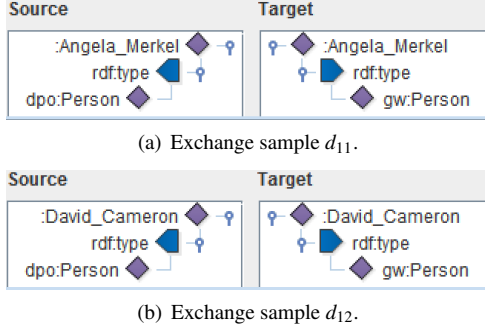 Source Target
:Angela_Merkel :Angela_Merkel
rdf:type rdf:type
dpo:Person gw:Person
(a) Exchange sample d11.
Source Target
:David_Cameron :David_Cameron
rdf:type rdf:type
dpo:Person gw:Person
(b) Exchange sample d12.